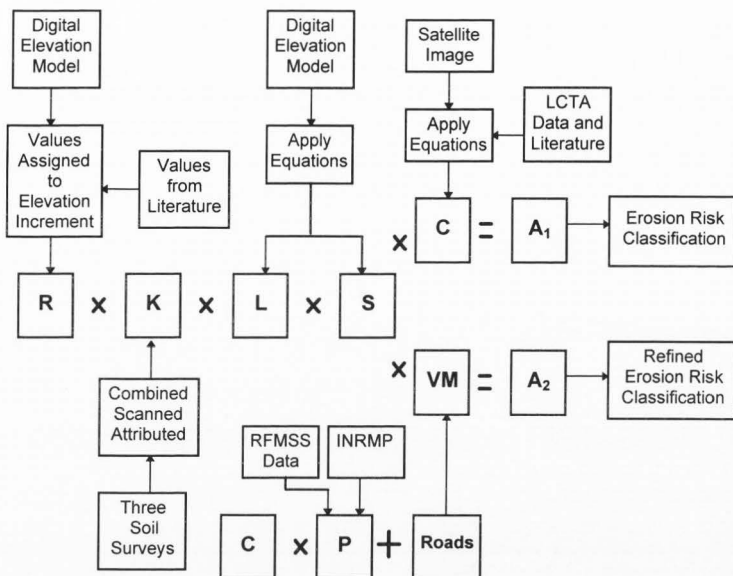 Digital
Elevation
Model
Digital
Elevation
Model
Satellite
Image
Values
Assigned
to
Elevation
Increment
Values
from
Literature
Apply
Equations
Apply
Equations
LCTA
Data and
Literature
x C = A1
Erosion Risk
Classification
R x K x L x S
x VM = A2
Refined
Erosion Risk
Classification
Combined
Scanned
Attributed
RFMSS
Data
INRMP
Three
Soil
Surveys
C x P + Roads